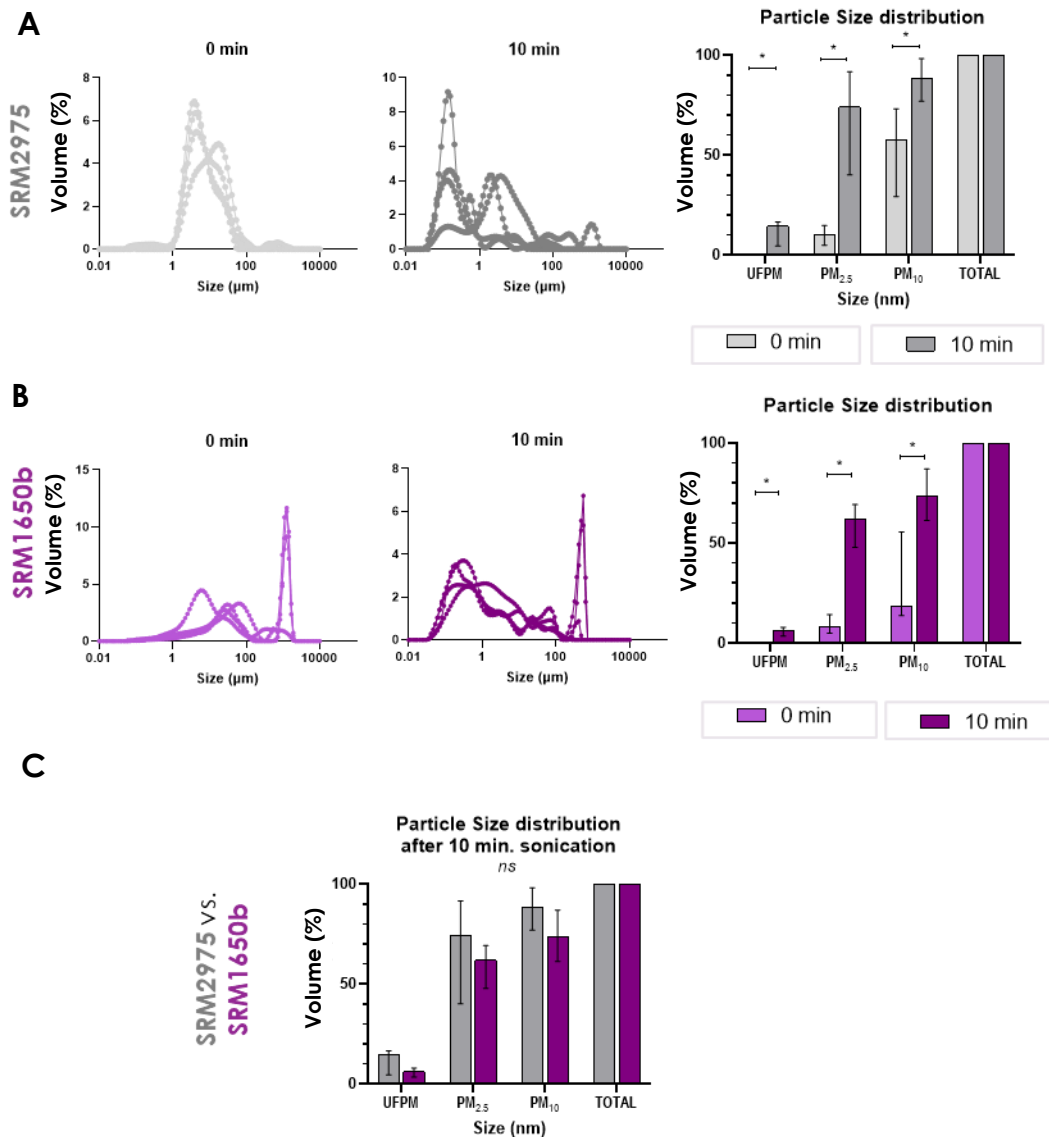 A
Particle Size distribution
0 min
10 min
SRM2975
Volume (%)
8
6
4
2
0
0.01
1
100
10000
Size (µm)
10
8
6
4
2
0
0.01
1
100
10000
Size (µm)
Volume (%)
100
50
0
*
*
*
UFPM
PM2.5
PM10
TOTAL
Size (nm)
0 min
10 min
B
Particle Size distribution
0 min
10 min
SRM1650b
Volume (%)
15
10
5
0
0.01
1
100
10000
Size (µm)
8
6
4
2
0
0.01
1
100
10000
Size (µm)
Volume (%)
100
50
0
*
*
*
UFPM
PM2.5
PM10
TOTAL
0 min
10 min
C
Particle Size distribution
after 10 min. sonication
ns
SRM2975 vs.
SRM1650b
Volume (%)
100
50
0
UFPM
PM2.5
PM10
TOTAL
Size (nm)